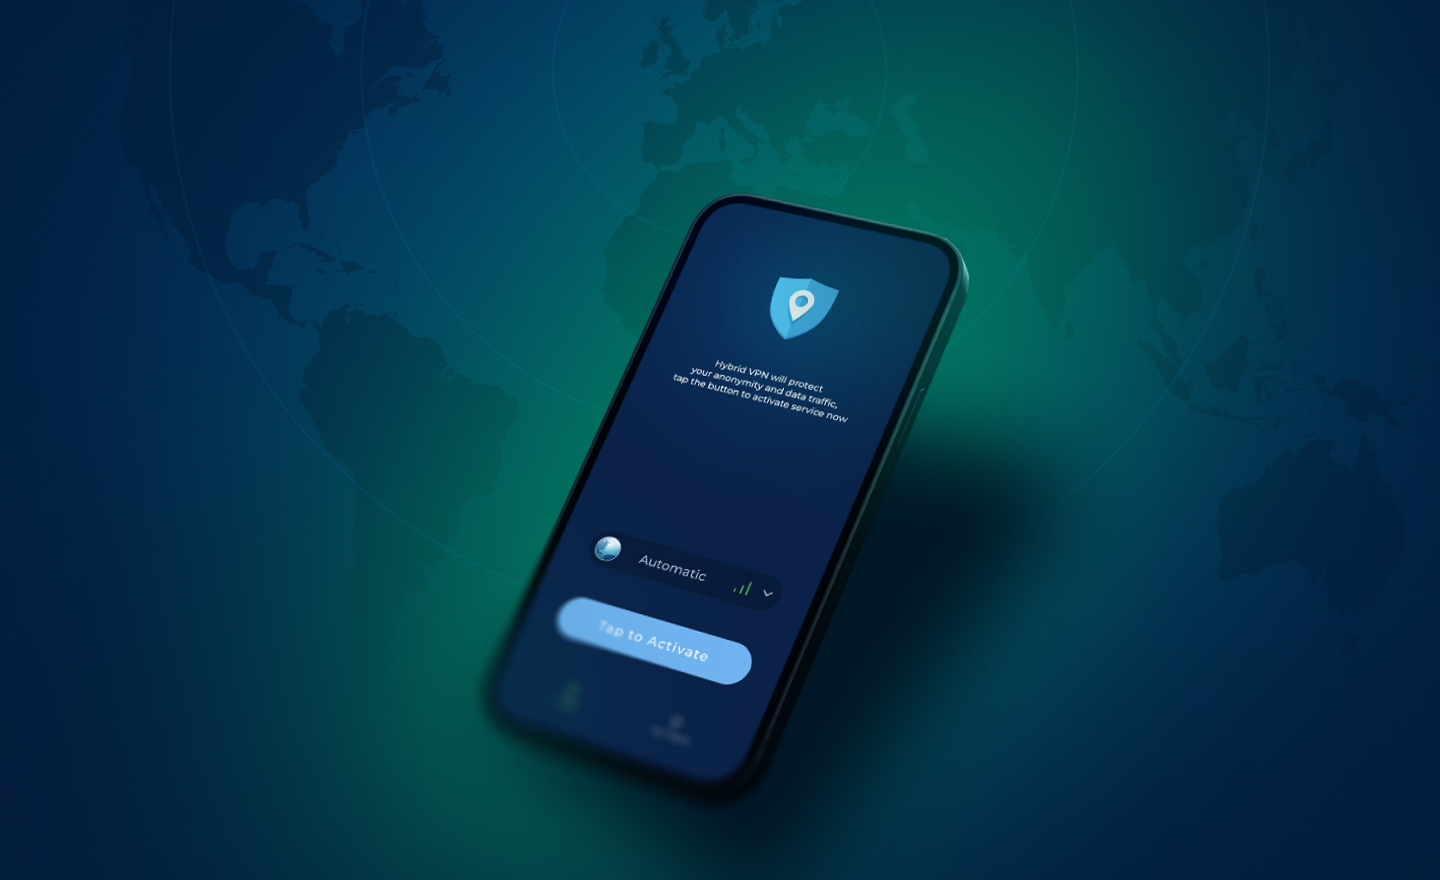 Hybrid VPN will protect
your anonymity and data traffic,
tap the button to activate service now
Automatic
Tap to Activate